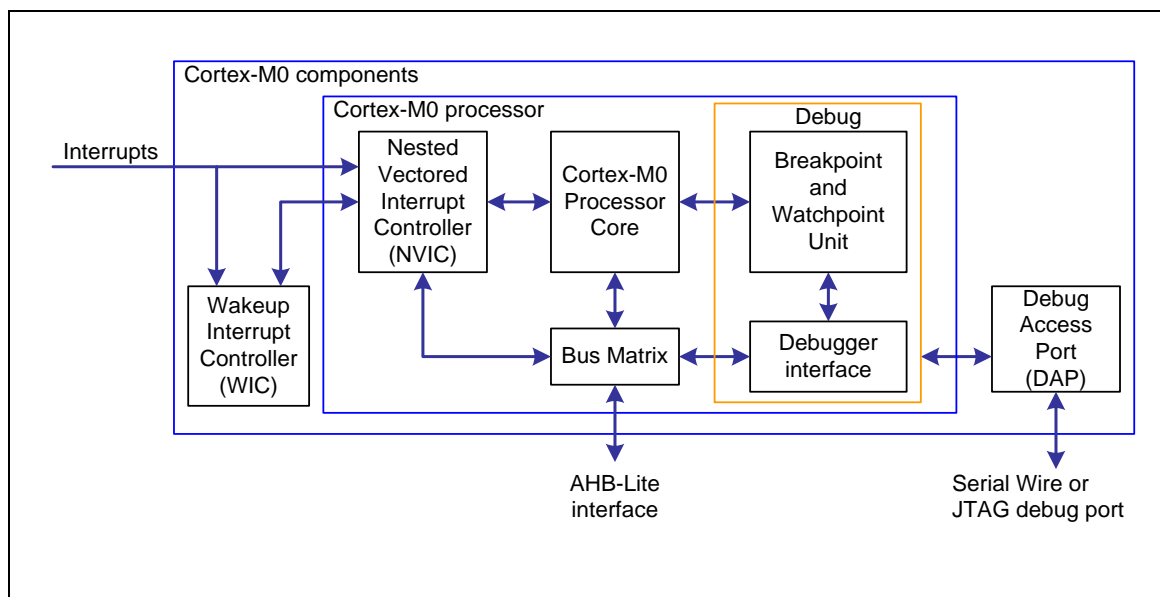 Cortex-M0 components
Cortex-M0 processor
Debug
Interrupts
Nested
Vectored
Interrupt
Controller
(NVIC)
Cortex-M0
Processor
Core
Breakpoint
and
Watchpoint
Unit
Wakeup
Interrupt
Controller
(WIC)
Bus Matrix
Debugger
interface
Debug
Access
Port
(DAP)
AHB-Lite
interface
Serial Wire or
JTAG debug port